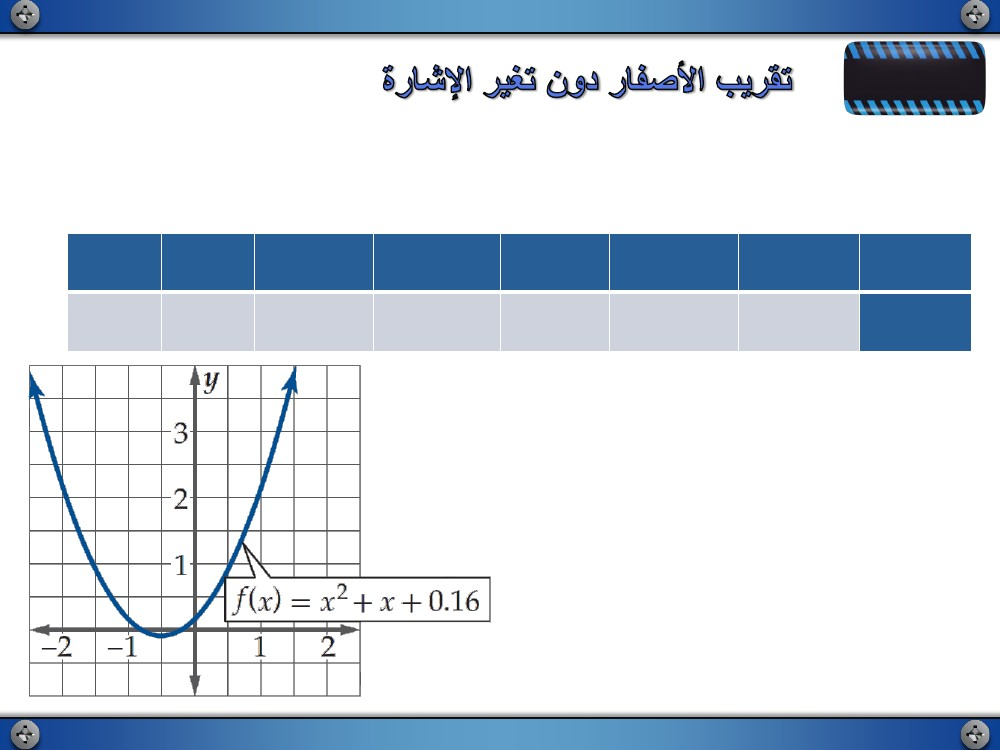 تقريب الأصفار دون تغير الإشارة
y
3
2
1
f(x) = x² + x + 0.16
−2 −1 1 2